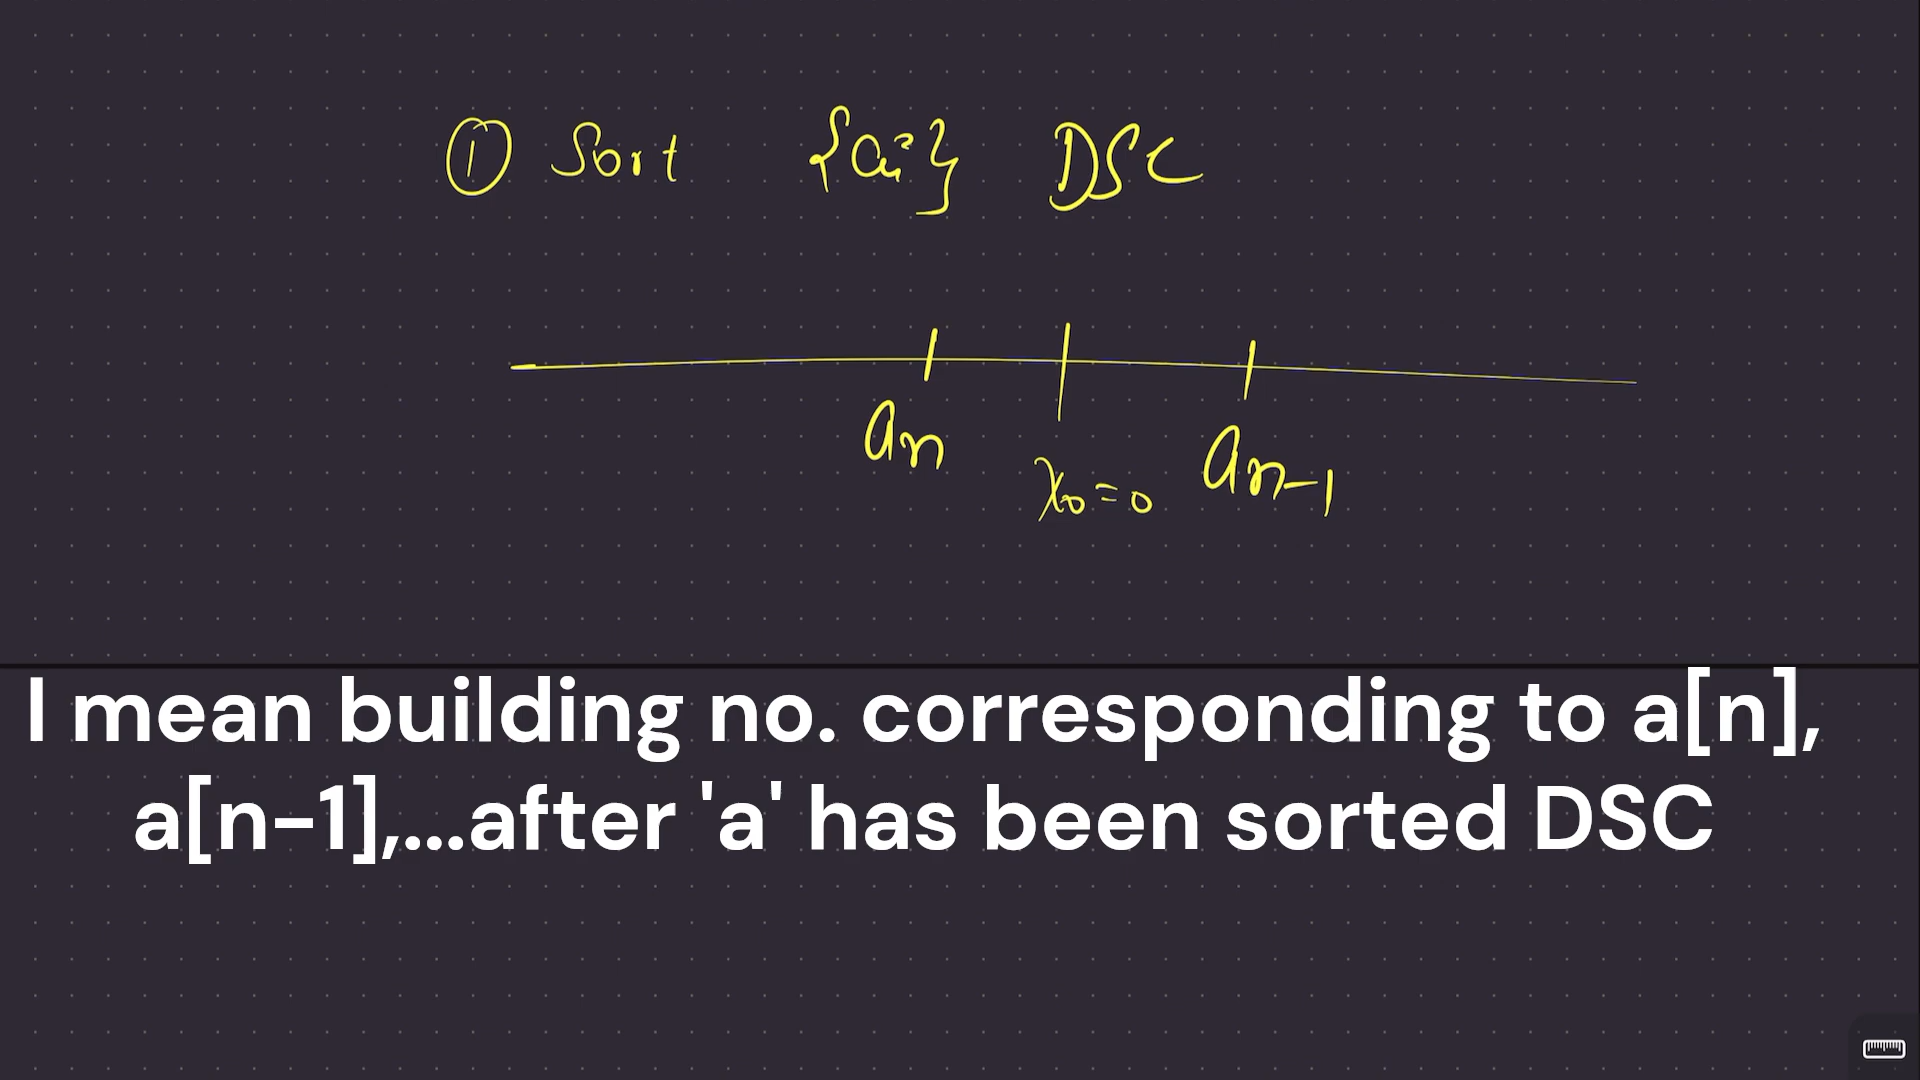 ① Sort {aᵢ} DSC
aₙ x₀=0 aₙ₋₁
I mean building no. corresponding to a[n],
a[n-1],...after 'a' has been sorted DSC